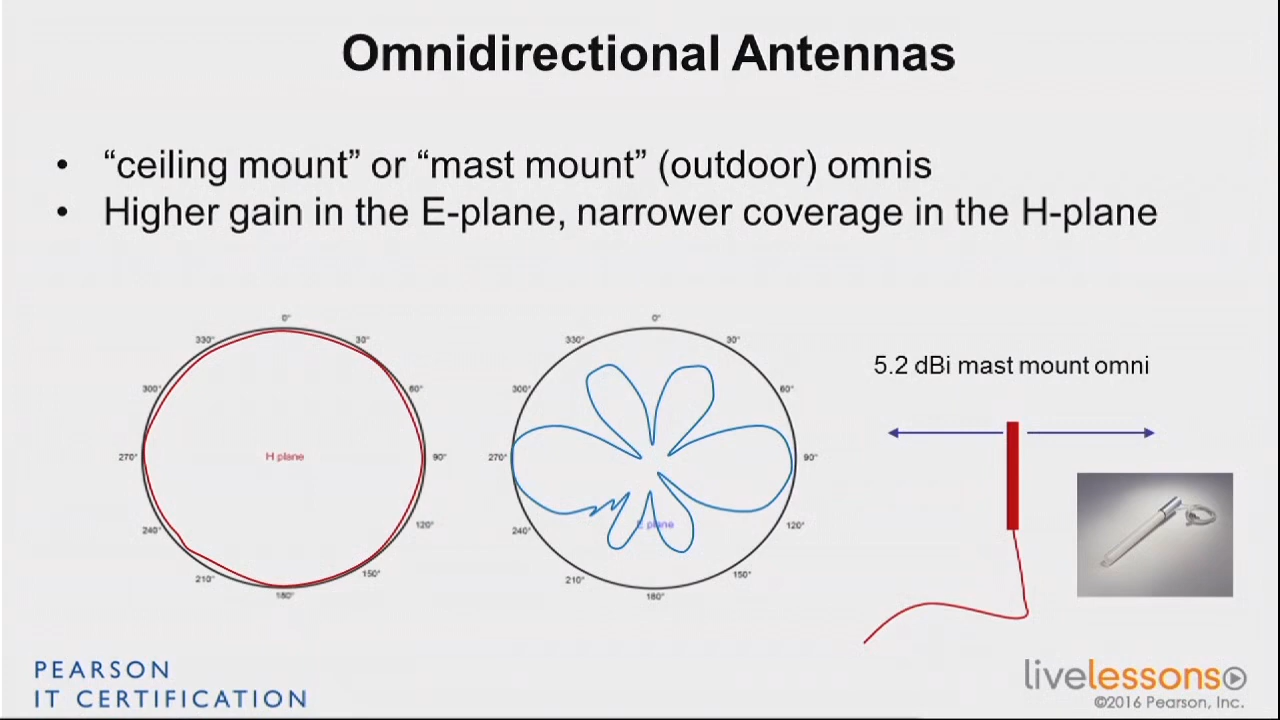 Omnidirectional Antennas
• “ceiling mount” or “mast mount” (outdoor) omnis
• Higher gain in the E-plane, narrower coverage in the H-plane
0°
330° 30°
300° 60°
270° H plane 90°
240° 120°
210° 150°
180°
0°
330° 30°
300° 60°
270° 90°
240° E plane 120°
210° 150°
180°
5.2 dBi mast mount omni
PEARSON
IT CERTIFICATION
livelessons
©2016 Pearson, Inc.